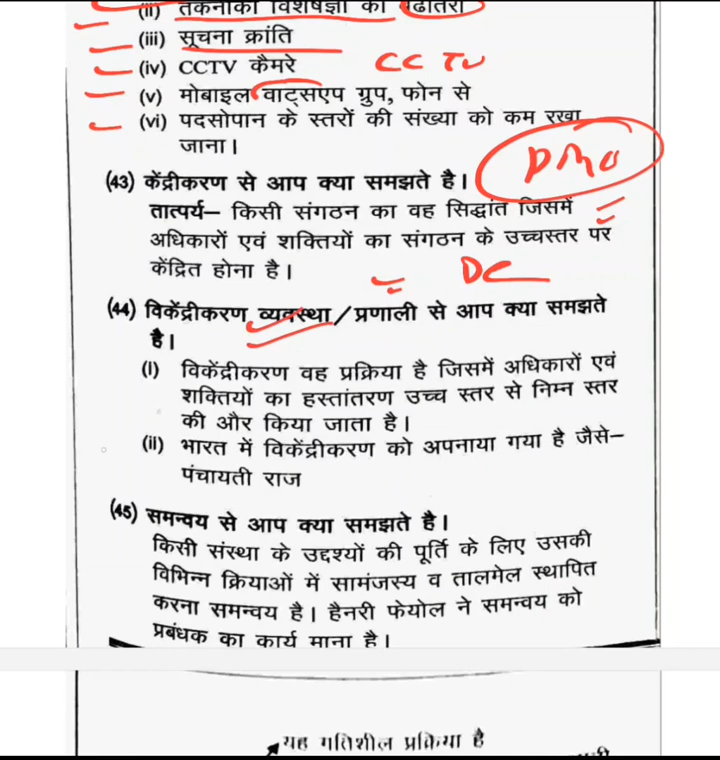 (ii) तकनीकी विशेषज्ञों की बढोतरी
(iii) सूचना क्रांति
(iv) CCTV कैमरे CC TV
(v) मोबाइल वाट्सएप ग्रुप, फोन से
(vi) पदसोपान के स्तरों की संख्या को कम रखा
जाना।
(43) केंद्रीकरण से आप क्या समझते है।
तात्पर्य– किसी संगठन का वह सिद्धांत जिसमें
अधिकारों एवं शक्तियों का संगठन के उच्चस्तर पर
केंद्रित होना है।
DC
(44) विकेंद्रीकरण व्यवस्था/प्रणाली से आप क्या समझते
है।
(i) विकेंद्रीकरण वह प्रक्रिया है जिसमें अधिकारों एवं
शक्तियों का हस्तांतरण उच्च स्तर से निम्न स्तर
की और किया जाता है।
(ii) भारत में विकेंद्रीकरण को अपनाया गया है जैसे–
पंचायती राज
(45) समन्वय से आप क्या समझते है।
किसी संस्था के उद्दश्यों की पूर्ति के लिए उसकी
विभिन्न क्रियाओं में सामंजस्य व तालमेल स्थापित
करना समन्वय है। हैनरी फेयोल ने समन्वय को
प्रबंधक का कार्य माना है।
यह गतिशील प्रक्रिया है